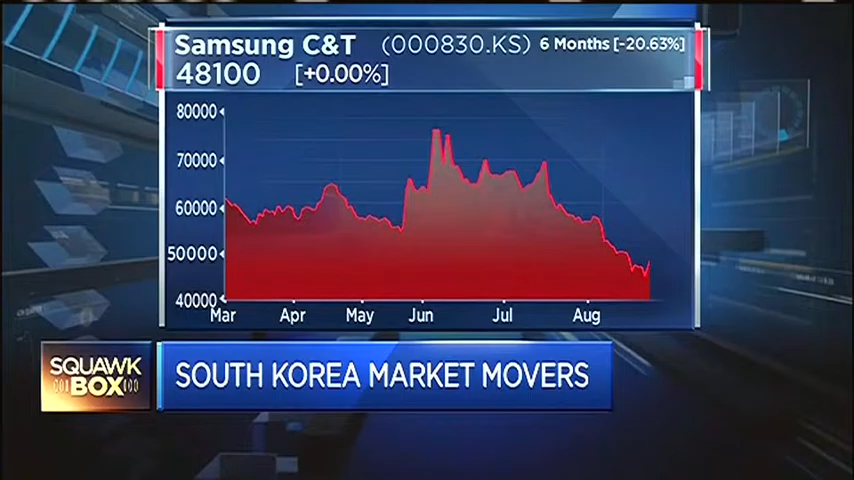 Samsung C&T (000830.KS) 6 Months [-20.63%]
48100 [+0.00%]
80000
70000
60000
50000
40000
Mar Apr May Jun Jul Aug
SQUAWK
BOX
SOUTH KOREA MARKET MOVERS